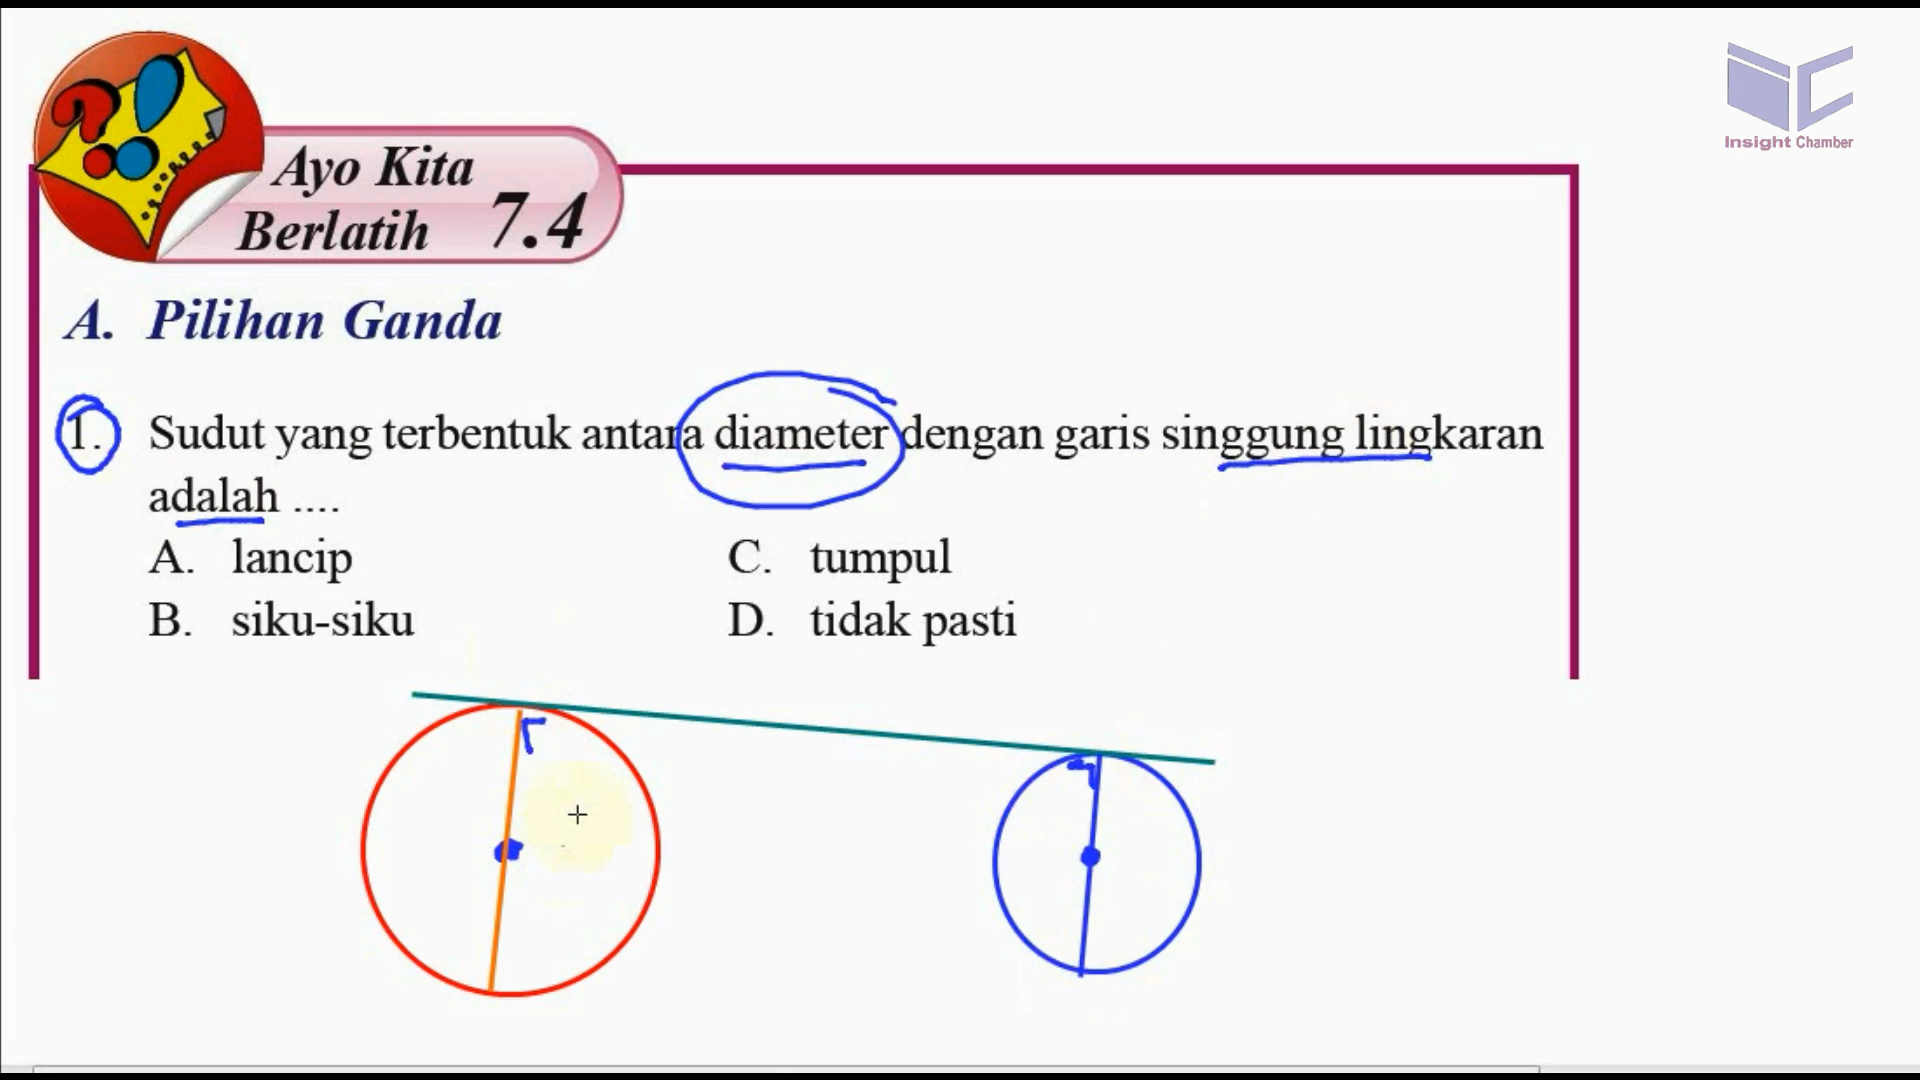 Insight Chamber
Ayo Kita
Berlatih 7.4
A. Pilihan Ganda
1. Sudut yang terbentuk antara diameter dengan garis singgung lingkaran
adalah ....
A. lancip
C. tumpul
B. siku-siku
D. tidak pasti